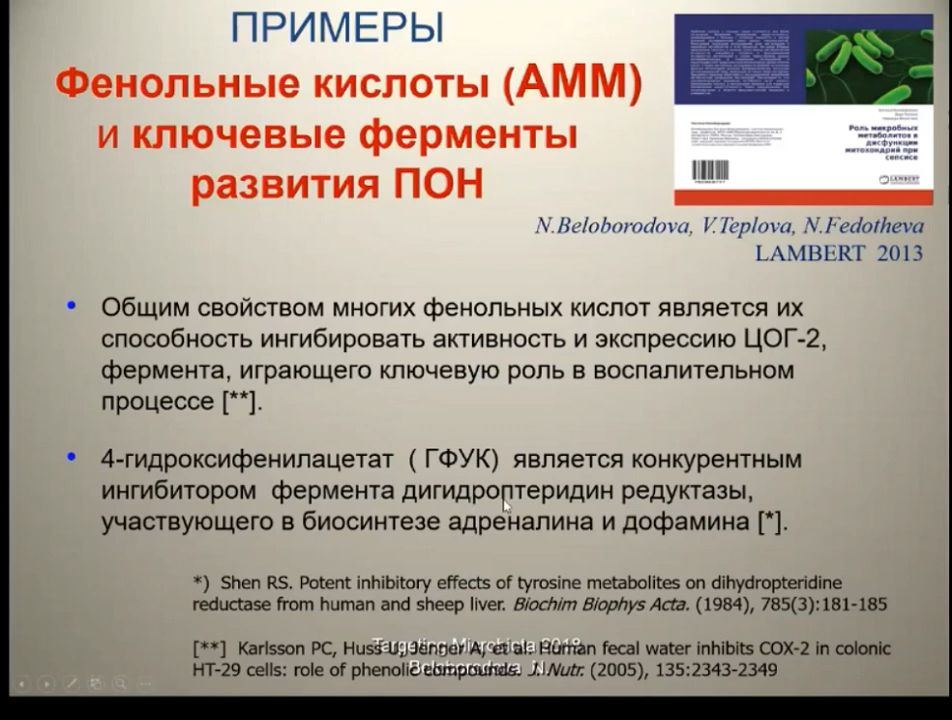 ПРИМЕРЫ
Фенольные кислоты (АММ)
и ключевые ферменты
развития ПОН
Роль микробных
метаболитов в
дисфункции
митохондрий при
сепсисе
LAMBERT
N.Beloborodova, V.Teplova, N.Fedotheva
LAMBERT 2013
• Общим свойством многих фенольных кислот является их
способность ингибировать активность и экспрессию ЦОГ-2,
фермента, играющего ключевую роль в воспалительном
процессе [**].
• 4-гидроксифенилацетат ( ГФУК) является конкурентным
ингибитором фермента дигидроптеридин редуктазы,
участвующего в биосинтезе адреналина и дофамина [*].
*) Shen RS. Potent inhibitory effects of tyrosine metabolites on dihydropteridine
reductase from human and sheep liver. Biochim Biophys Acta. (1984), 785(3):181-185
[**] Karlsson PC, Huss U, Jenger A, et al. Human fecal water inhibits COX-2 in colonic
HT-29 cells: role of phenolic compounds. J. Nutr. (2005), 135:2343-2349
Targeting Microbiota 2018
Beloborodova N.